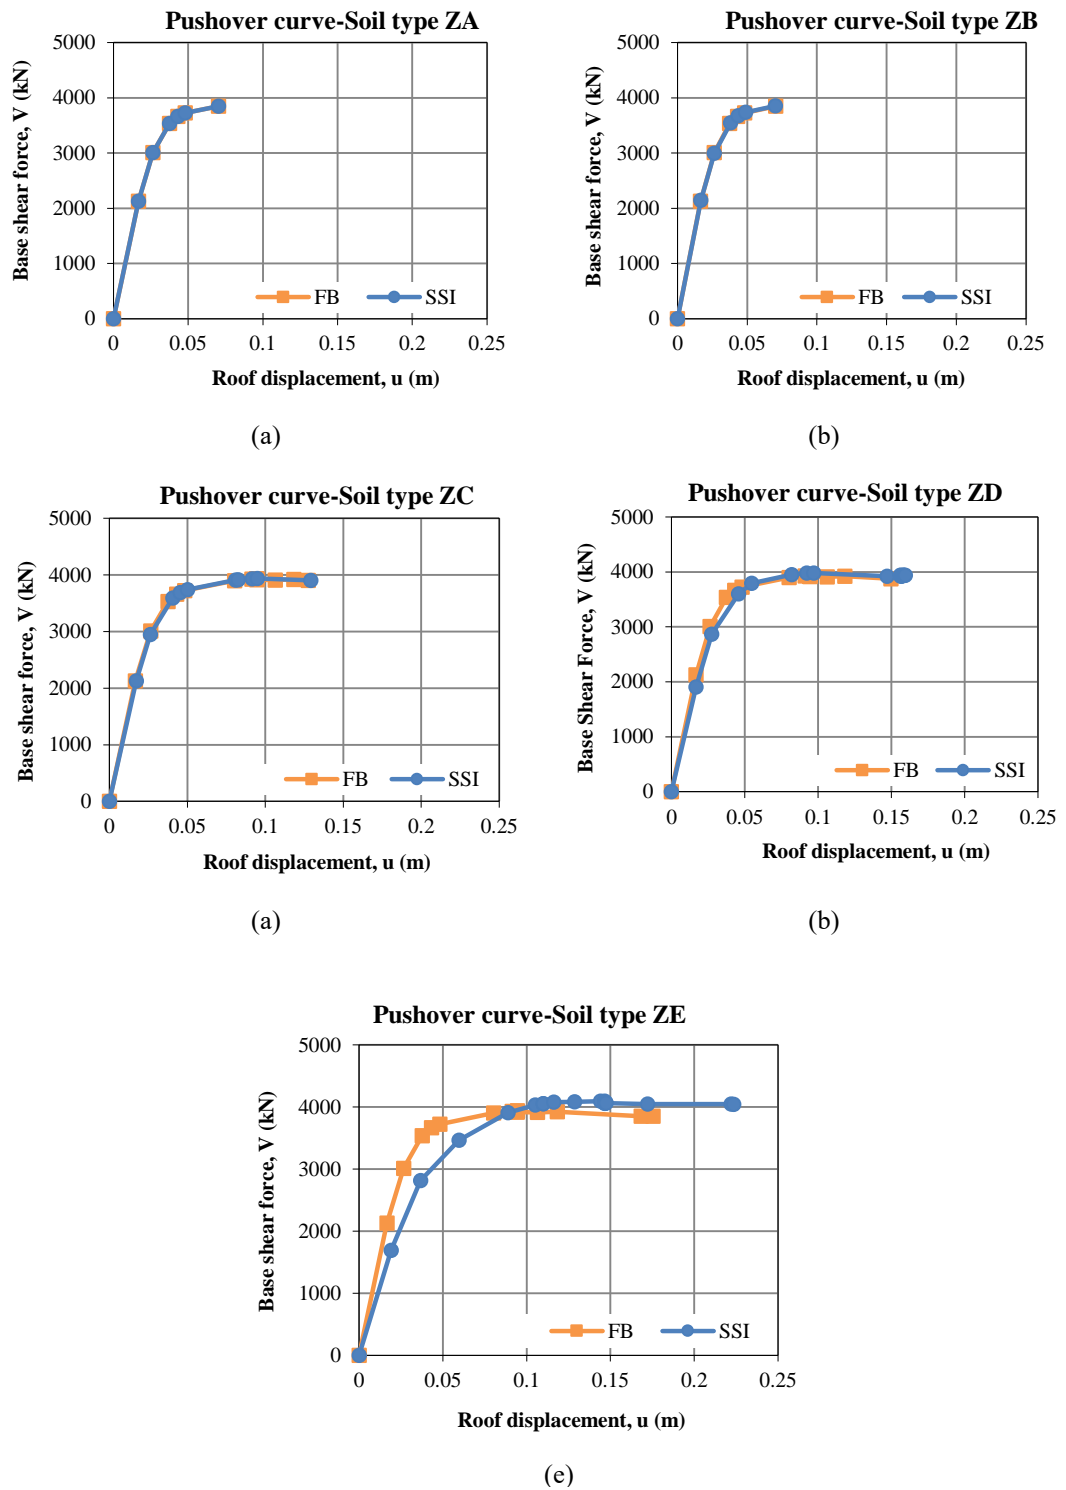 Pushover curve-Soil type ZA
Base shear force, V (kN)
5000
4000
3000
2000
1000
0
FB SSI
0 0.05 0.1 0.15 0.2 0.25
Roof displacement, u (m)
(a)
Pushover curve-Soil type ZB
Base shear force, V (kN)
5000
4000
3000
2000
1000
0
FB SSI
0 0.05 0.1 0.15 0.2 0.25
Roof displacement, u (m)
(b)
Pushover curve-Soil type ZC
Base shear force, V (kN)
5000
4000
3000
2000
1000
0
FB SSI
0 0.05 0.1 0.15 0.2 0.25
Roof displacement, u (m)
(a)
Pushover curve-Soil type ZD
Base Shear Force, V (kN)
5000
4000
3000
2000
1000
0
FB SSI
0 0.05 0.1 0.15 0.2 0.25
Roof displacement, u (m)
(b)
Pushover curve-Soil type ZE
Base shear force, V (kN)
5000
4000
3000
2000
1000
0
FB SSI
0 0.05 0.1 0.15 0.2 0.25
Roof displacement, u (m)
(e)